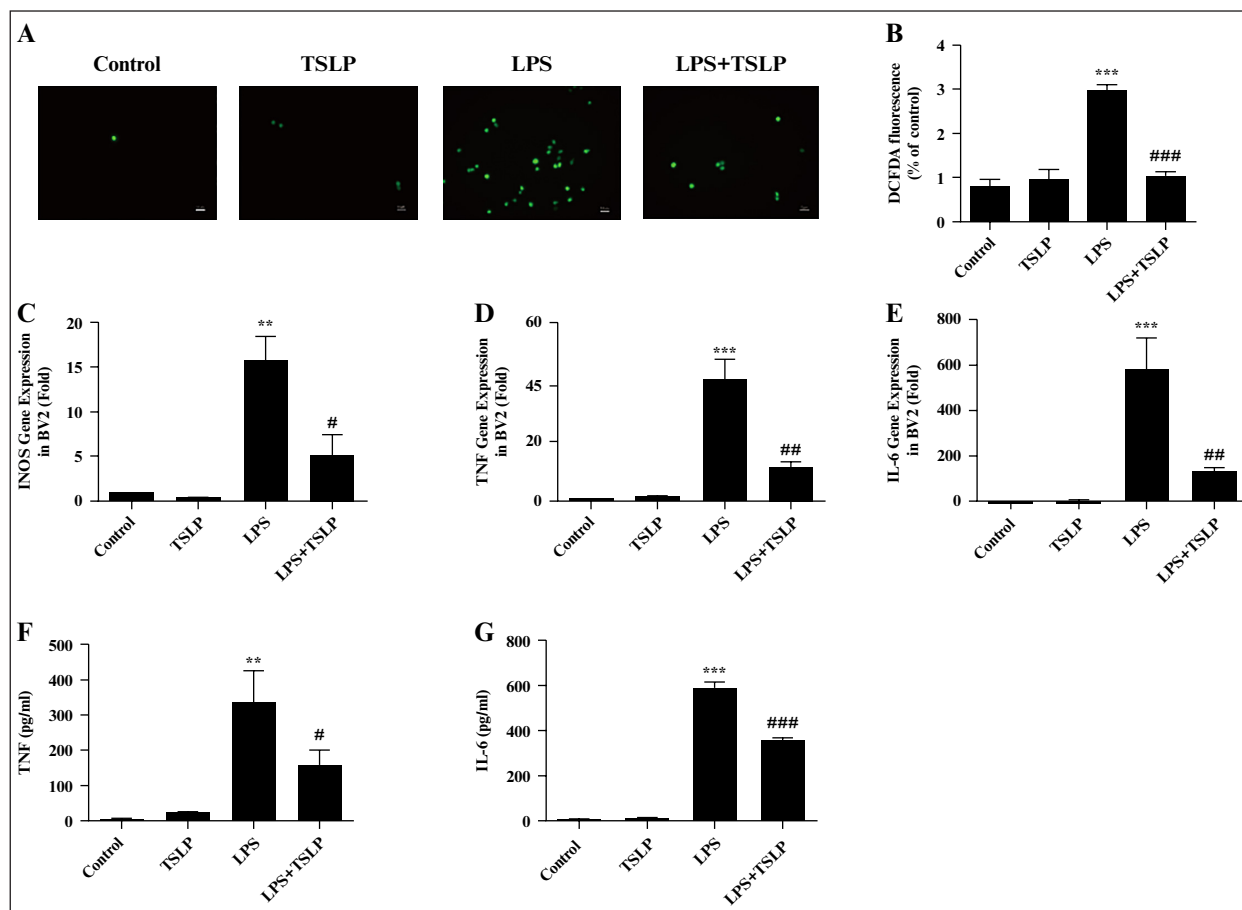 A
Control
TSLP
LPS
LPS+TSLP
B
DCFDA fluorescence
(% of control)
4
3
2
1
0
***
###
Control
TSLP
LPS
LPS+TSLP
C
INOS Gene Expression
in BV2 (Fold)
20
15
10
5
0
**
#
Control
TSLP
LPS
LPS+TSLP
D
TNF Gene Expression
in BV2 (Fold)
60
45
20
0
***
##
Control
TSLP
LPS
LPS+TSLP
E
IL-6 Gene Expression
in BV2 (Fold)
800
600
400
200
0
***
##
Control
TSLP
LPS
LPS+TSLP
F
TNF (pg/ml)
500
400
300
200
100
0
**
#
Control
TSLP
LPS
LPS+TSLP
G
IL-6 (pg/ml)
800
600
400
200
0
***
###
Control
TSLP
LPS
LPS+TSLP